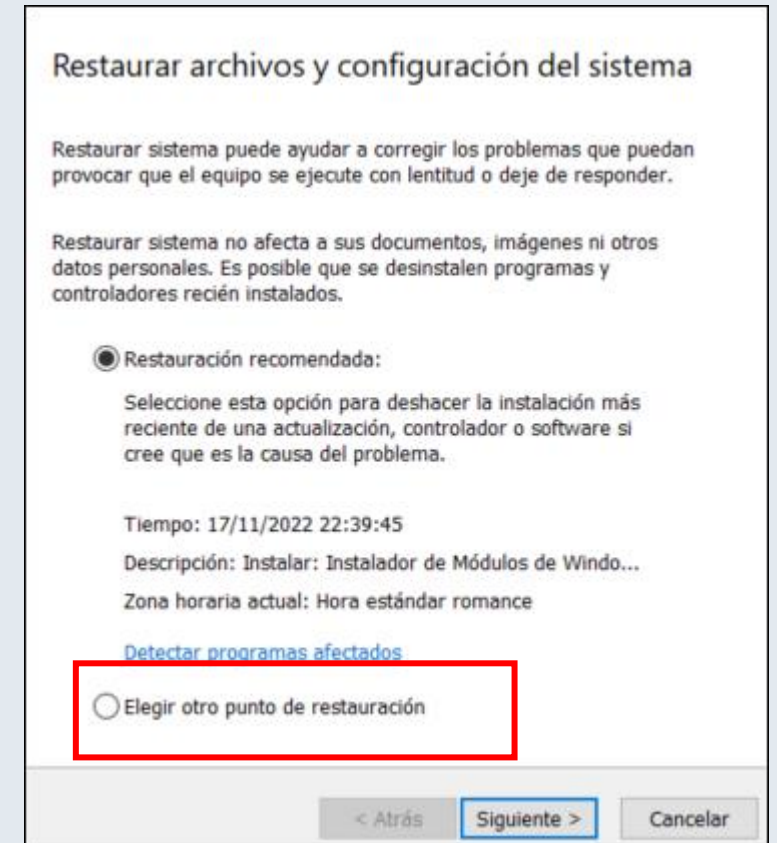 Restaurar archivos y configuración del sistema
Restaurar sistema puede ayudar a corregir los problemas que puedan
provocar que el equipo se ejecute con lentitud o deje de responder.
Restaurar sistema no afecta a sus documentos, imágenes ni otros
datos personales. Es posible que se desinstalen programas y
controladores recién instalados.
Restauración recomendada:
Seleccione esta opción para deshacer la instalación más
reciente de una actualización, controlador o software si
cree que es la causa del problema.
Tiempo: 17/11/2022 22:39:45
Descripción: Instalar: Instalador de Módulos de Windo...
Zona horaria actual: Hora estándar romance
Detectar programas afectados
Elegir otro punto de restauración
< Atrás Siguiente > Cancelar